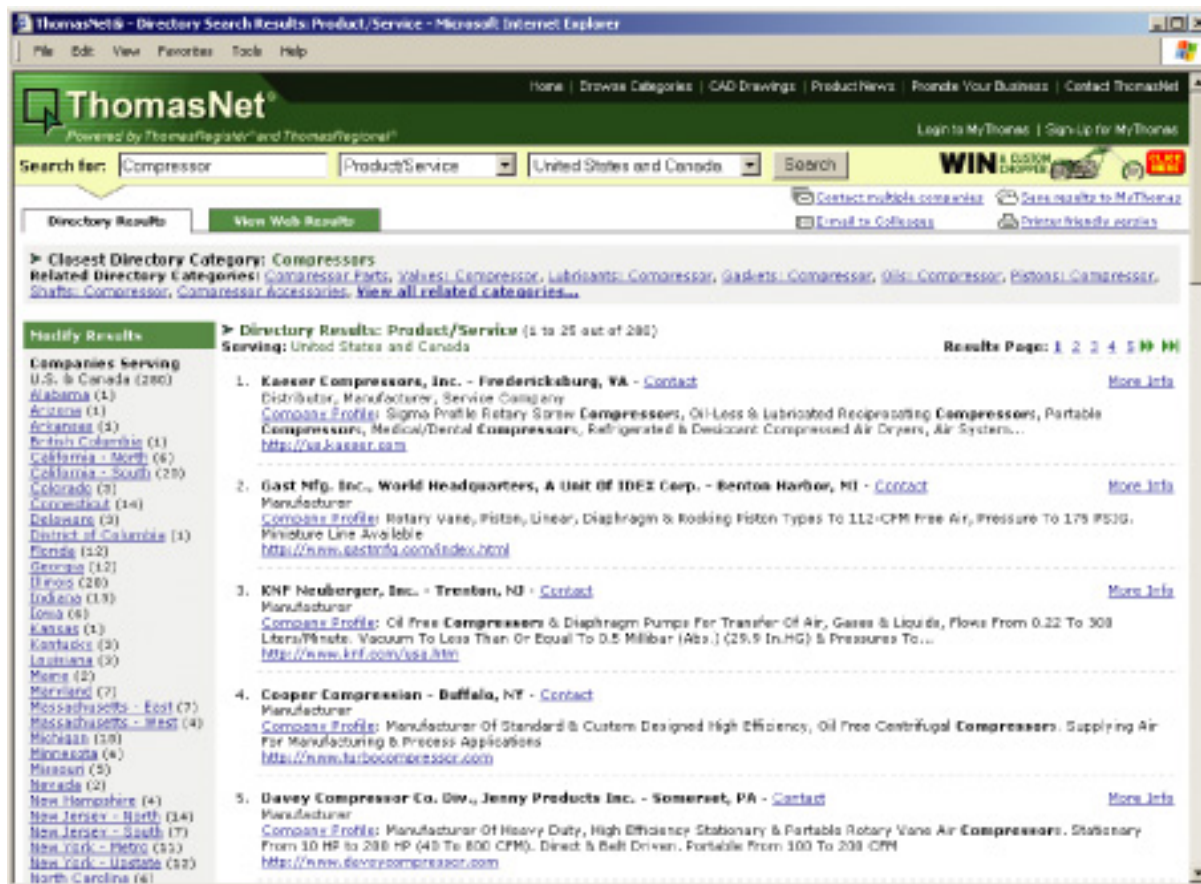 ThomasNet® - Directory Search Results: Product/Service - Microsoft Internet Explorer
File Edit View Favorites Tools Help
Home | Browse Categories | CAD Drawings | Product News | Promote Your Business | Contact ThomasNet
ThomasNet®
Powered by ThomasRegister® and ThomasRegional®
Login to MyThomas | Sign-Up for MyThomas
Search for: Compressor Product/Service United States and Canada Search WIN A CUSTOM CHOPPER CLICK HERE
Contact multiple companies Save results to MyThomas
Directory Results View Web Results E-mail to Colleague Printer friendly version
Closest Directory Category: Compressors
Related Directory Categories: Compressor Parts, Valves: Compressor, Lubricants: Compressor, Gaskets: Compressor, Oils: Compressor, Pistons: Compressor,
Shafts: Compressor, Compressor Accessories, View all related categories...
Modify Results
Companies Serving
U.S. & Canada (280)
Alabama (1)
Arizona (1)
Arkansas (1)
British Columbia (1)
California - North (6)
California - South
Colorado (3)
Connecticut (14)
Delaware (3)
District of Columbia (1)
Florida (12)
Georgia (12)
Illinois (28)
Indiana
Iowa (6)
Kansas (1)
Kentucky (3)
Louisiana (3)
Maine (2)
Maryland (7)
Massachusetts - East (7)
Massachusetts - West (4)
Michigan
Minnesota
Missouri (5)
Nevada (2)
New Hampshire (4)
New Jersey - North (14)
New Jersey - South (7)
New York - Metro (11)
New York - Upstate
North Carolina
Directory Results: Product/Service (1 to 25 out of 280)
Serving: United States and Canada
Results Page: 1 2 3 4 5
1. Kaeser Compressors, Inc. - Fredericksburg, VA - Contact More Info
Distributor, Manufacturer, Service Company
Company Profile: Sigma Profile Rotary Screw Compressors, Oil-Less & Lubricated Reciprocating Compressors, Portable
Compressors, Medical/Dental Compressors, Refrigerated & Desiccant Compressed Air Dryers, Air System...
http://us.kaeser.com
2. Gast Mfg. Inc., World Headquarters, A Unit Of IDEX Corp. - Benton Harbor, MI - Contact More Info
Manufacturer
Company Profile: Rotary Vane, Piston, Linear, Diaphragm & Rocking Piston Types To 112-CFM Free Air, Pressure To 175 PSIG.
Miniature Line Available
http://www.gastmfg.com/index.html
3. KNF Neuberger, Inc. - Trenton, NJ - Contact More Info
Manufacturer
Company Profile: Oil Free Compressors & Diaphragm Pumps For Transfer Of Air, Gases & Liquids, Flows From 0.22 To 300
Liters/Minute. Vacuum To Less Than Or Equal To 0.5 Millibar (Abs.) (29.9 In.HG) & Pressures To...
http://www.knf.com/usa.htm
4. Cooper Compression - Buffalo, NY - Contact
Manufacturer
Company Profile: Manufacturer Of Standard & Custom Designed High Efficiency, Oil Free Centrifugal Compressors. Supplying Air
For Manufacturing & Process Applications
http://www.turbocompressor.com
5. Davey Compressor Co. Div., Jenny Products Inc. - Somerset, PA - Contact More Info
Manufacturer
Company Profile: Manufacturer Of Heavy Duty, High Efficiency Stationary & Portable Rotary Vane Air Compressors. Stationary
From 10 HP to 200 HP (40 To 800 CFM). Direct & Belt Driven. Portable From 100 To 200 CFM
http://www.daveycompressor.com